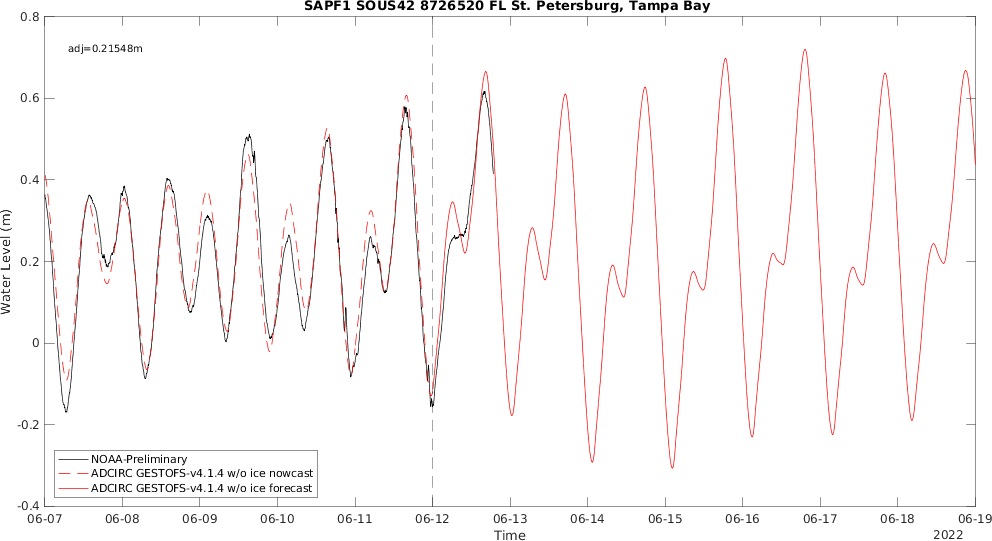 SAPF1 SOUS42 8726520 FL St. Petersburg, Tampa Bay
adj=0.21548m
0.8
0.6
0.4
0.2
0
-0.2
-0.4
Water Level (m)
NOAA-Preliminary
ADCIRC GESTOFS-v4.1.4 w/o ice nowcast
ADCIRC GESTOFS-v4.1.4 w/o ice forecast
06-07 06-08 06-09 06-10 06-11 06-12 06-13 06-14 06-15 06-16 06-17 06-18 06-19
Time
2022